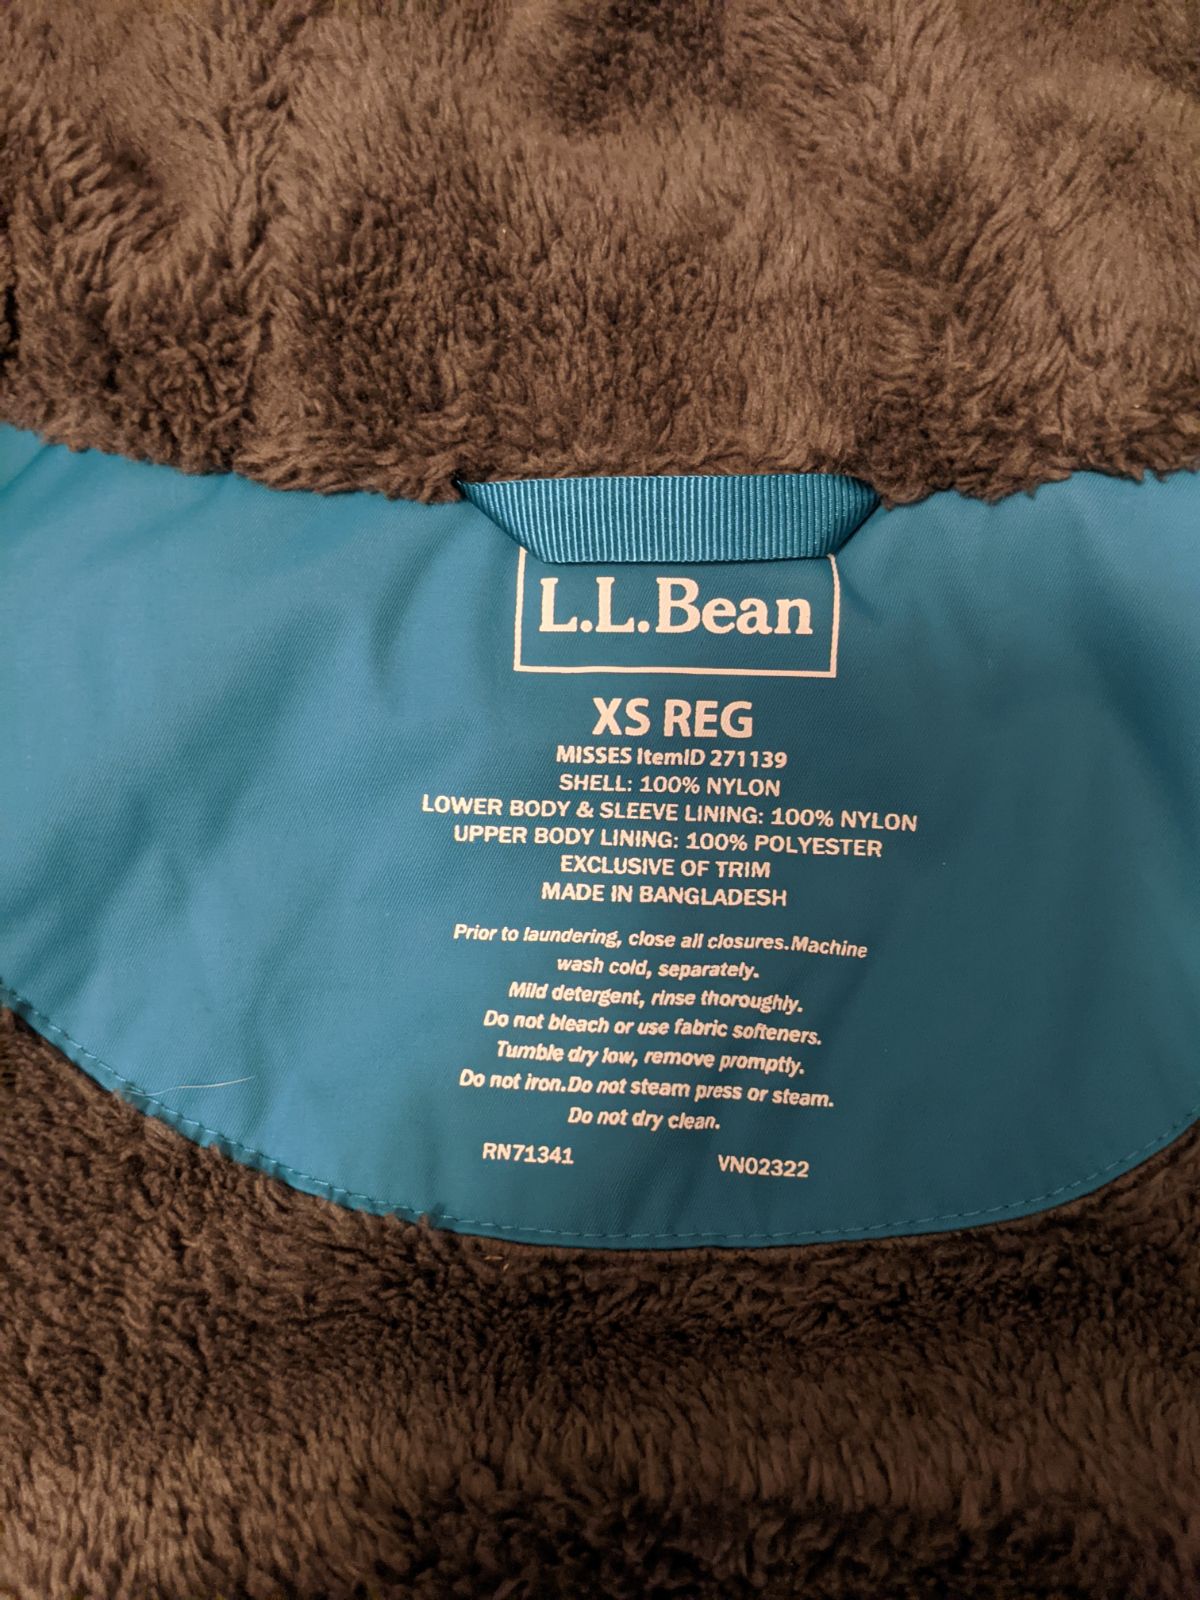 L.L.Bean
XS REG
MISSES ItemID 271139
SHELL: 100% NYLON
LOWER BODY & SLEEVE LINING: 100% NYLON
UPPER BODY LINING: 100% POLYESTER
EXCLUSIVE OF TRIM
MADE IN BANGLADESH
Prior to laundering, close all closures.Machine
wash cold, separately.
Mild detergent, rinse thoroughly.
Do not bleach or use fabric softeners.
Tumble dry low, remove promptly.
Do not iron.Do not steam press or steam.
Do not dry clean.
RN71341 VN02322